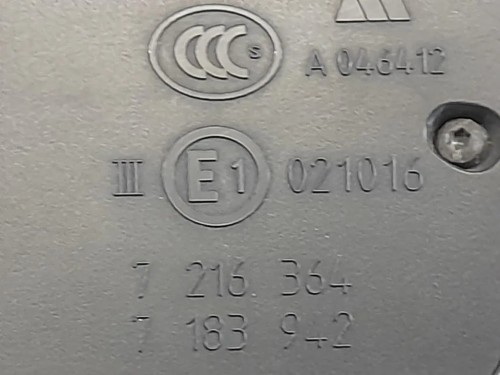 CCC S
A 046412
III E1 021016
7 216 364
7 183 942